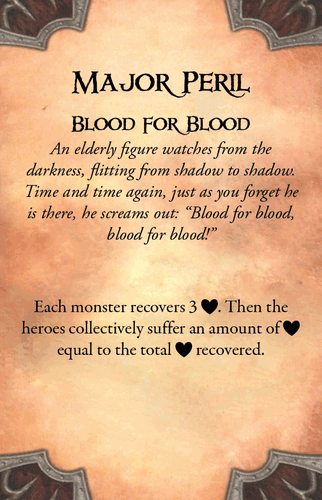 Major Peril
Blood for Blood
An elderly figure watches from the
darkness, flitting from shadow to shadow.
Time and time again, just as you forget he
is there, he screams out: “Blood for blood,
blood for blood!”
Each monster recovers 3 ♥. Then the
heroes collectively suffer an amount of ♥
equal to the total ♥ recovered.